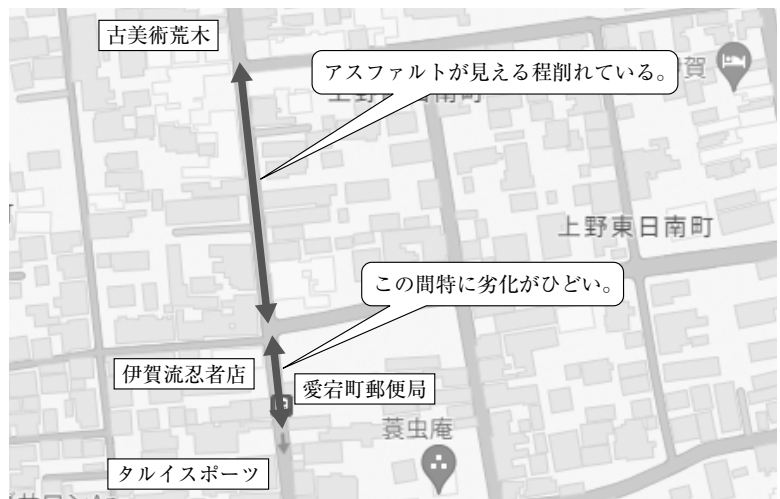 古美術荒木
アスファルトが見える程削れている。
賀
上野東日南町
この間特に劣化がひどい。
伊賀流忍者店
愛宕町郵便局
蓑虫庵
タルイスポーツ